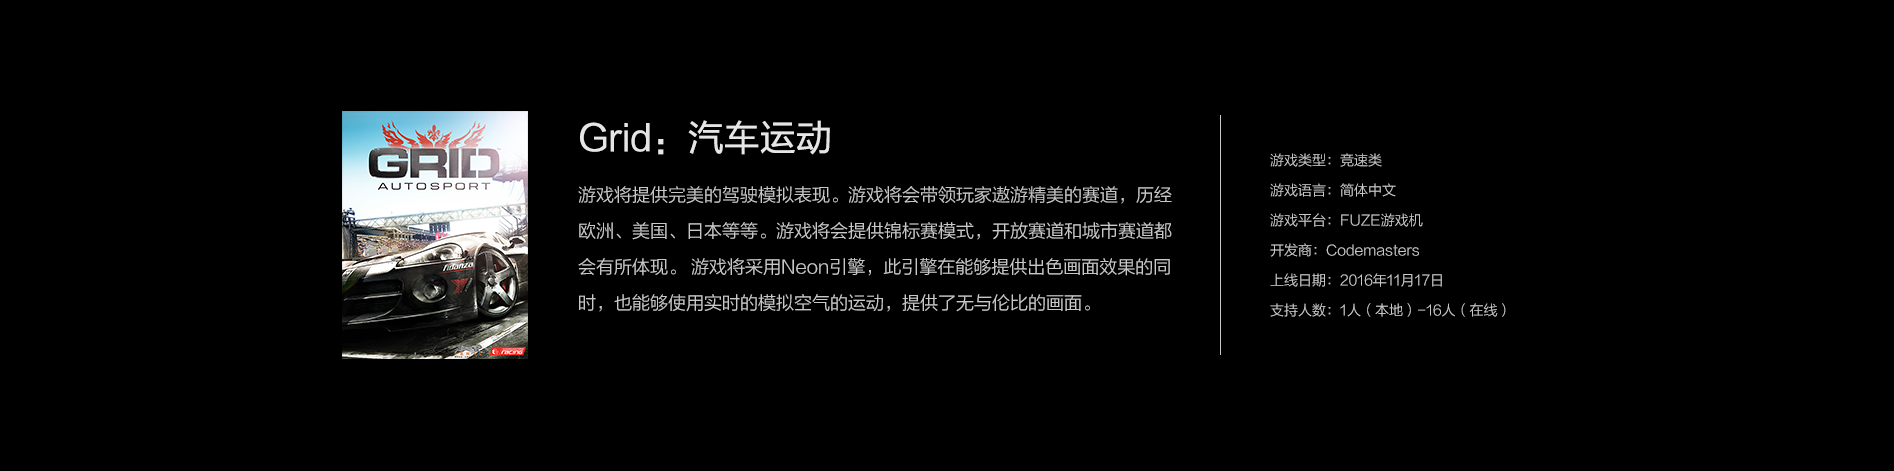 GRID
AUTOSPORT
fidanza
racing
Grid：汽车运动
游戏将提供完美的驾驶模拟表现。游戏将会带领玩家遨游精美的赛道，历经
欧洲、美国、日本等等。游戏将会提供锦标赛模式，开放赛道和城市赛道都
会有所体现。 游戏将采用Neon引擎，此引擎在能够提供出色画面效果的同
时，也能够使用实时的模拟空气的运动，提供了无与伦比的画面。
游戏类型：竞速类
游戏语言：简体中文
游戏平台：FUZE游戏机
开发商：Codemasters
上线日期：2016年11月17日
支持人数：1人（本地）–16人（在线）